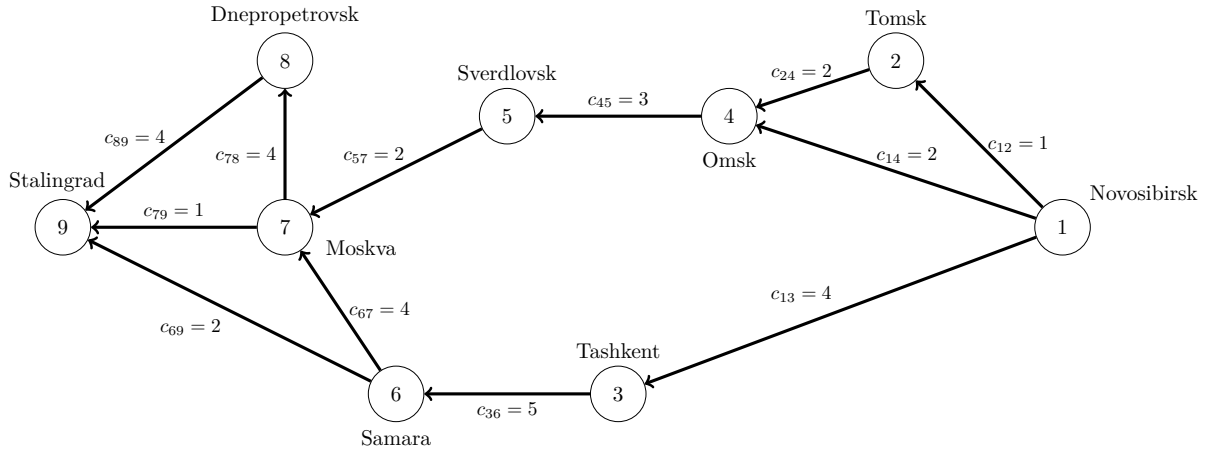 Dnepropetrovsk
Tomsk
8
2
Sverdlovsk
c24 = 2
c45 = 3
5
4
c89 = 4
c78 = 4
c57 = 2
c14 = 2
c12 = 1
Omsk
Stalingrad
Novosibirsk
c79 = 1
9
7
1
Moskva
c13 = 4
c67 = 4
c69 = 2
Tashkent
6
3
c36 = 5
Samara